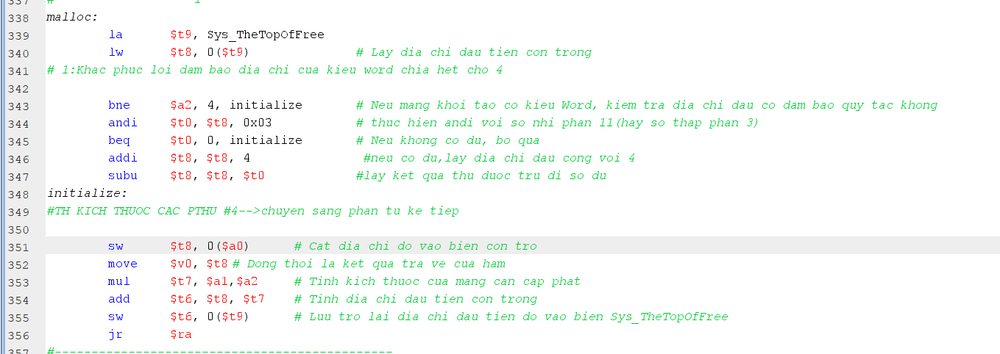 337
338 malloc:
339 la $t9, Sys_TheTopOfFree
340 lw $t8, 0($t9) # Lay dia chi dau tien con trong
341 # 1:Khac phuc loi dam bao dia chi cua kieu word chia het cho 4
342
343 bne $a2, 4, initialize # Neu mang khoi tao co kieu Word, kiem tra dia chi dau co dam bao quy tac khong
344 andi $t0, $t8, 0x03 # thuc hien andi voi so nhi phan 11(hay so thap phan 3)
345 beq $t0, 0, initialize # Neu khong co du, bo qua
346 addi $t8, $t8, 4 #neu co du,lay dia chi dau cong voi 4
347 subu $t8, $t8, $t0 #lay ket qua thu duoc tru di so du
348 initialize:
349 #TH KICH THUOC CAC PTHU #4-->chuyen sang phan tu ke tiep
350
351 sw $t8, 0($a0) # Cat dia chi do vao bien con tro
352 move $v0, $t8 # Dong thoi la ket qua tra ve cua ham
353 mul $t7, $a1,$a2 # Tinh kich thuoc cua mang can cap phat
354 add $t6, $t8, $t7 # Tinh dia chi dau tien con trong
355 sw $t6, 0($t9) # Luu tro lai dia chi dau tien do vao bien Sys_TheTopOfFree
356 jr $ra
357 #----------------------------------------------